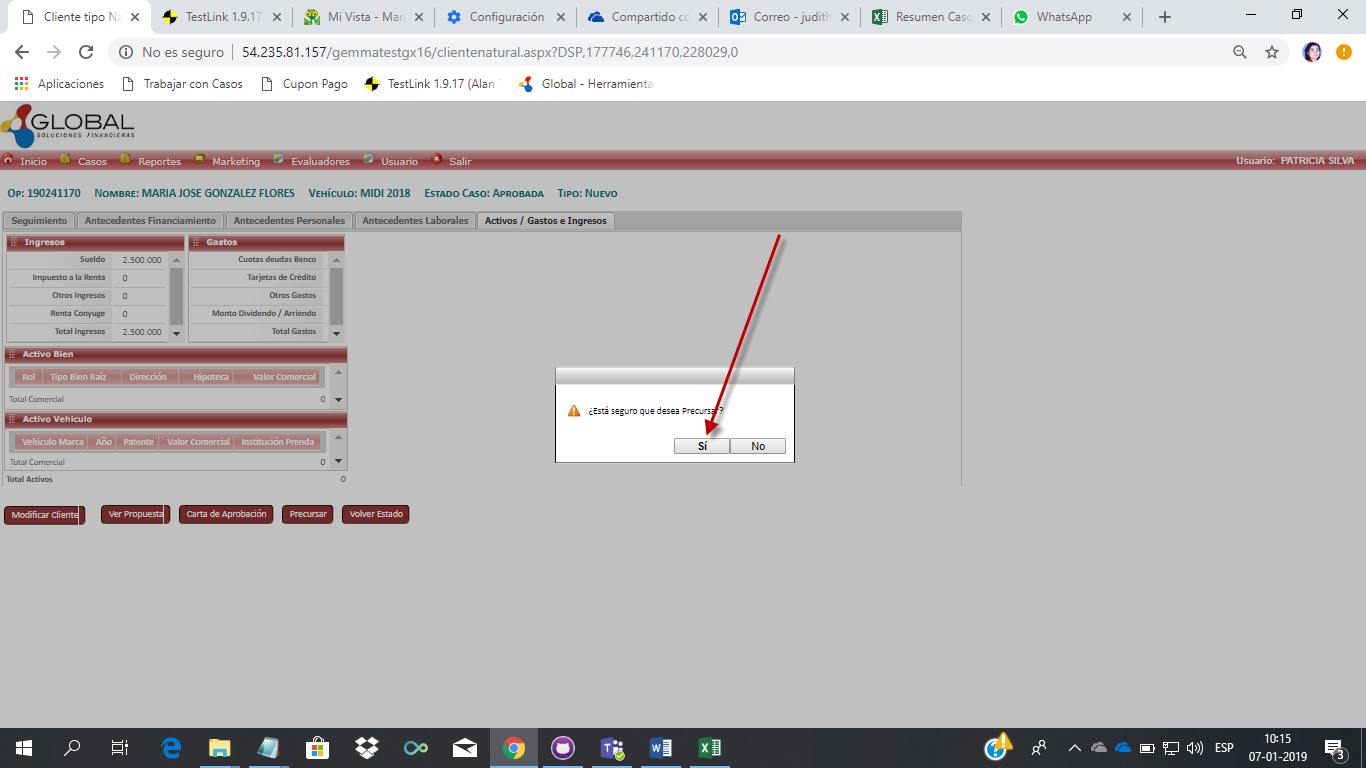 Cliente tipo Na
TestLink 1.9.17
Mi Vista - Man
Configuración
Compartido co
Correo - judith
Resumen Caso
WhatsApp
No es seguro
54.235.81.157/gemmatestgx16/clientenatural.aspx?DSP,177746,241170,228029,0
Aplicaciones
Trabajar con Casos
Cupon Pago
TestLink 1.9.17 (Alan
Global - Herramienta
GLOBAL
SOLUCIONES FINANCIERAS
Inicio
Casos
Reportes
Marketing
Evaluadores
Usuario
Salir
Usuario: PATRICIA SILVA
Op: 190241170 Nombre: MARIA JOSE GONZALEZ FLORES Vehículo: MIDI 2018 Estado Caso: Aprobada Tipo: Nuevo
Seguimiento
Antecedentes Financiamiento
Antecedentes Personales
Antecedentes Laborales
Activos / Gastos e Ingresos
Ingresos
Sueldo 2.500.000
Impuesto a la Renta 0
Otros Ingresos 0
Renta Conyuge 0
Total Ingresos 2.500.000
Gastos
Cuotas deudas Banco
Tarjetas de Crédito
Otros Gastos
Monto Dividendo / Arriendo
Total Gastos
Activo Bien
Rol Tipo Bien Raíz Dirección Hipoteca Valor Comercial
Total Comercial 0
Activo Vehiculo
Vehiculo Marca Año Patente Valor Comercial Institución Prenda
Total Comercial 0
Total Activos 0
¿Está seguro que desea Precursar?
Sí
No
Modificar Cliente
Ver Propuesta
Carta de Aprobación
Precursar
Volver Estado
ESP
10:15
07-01-2019
3